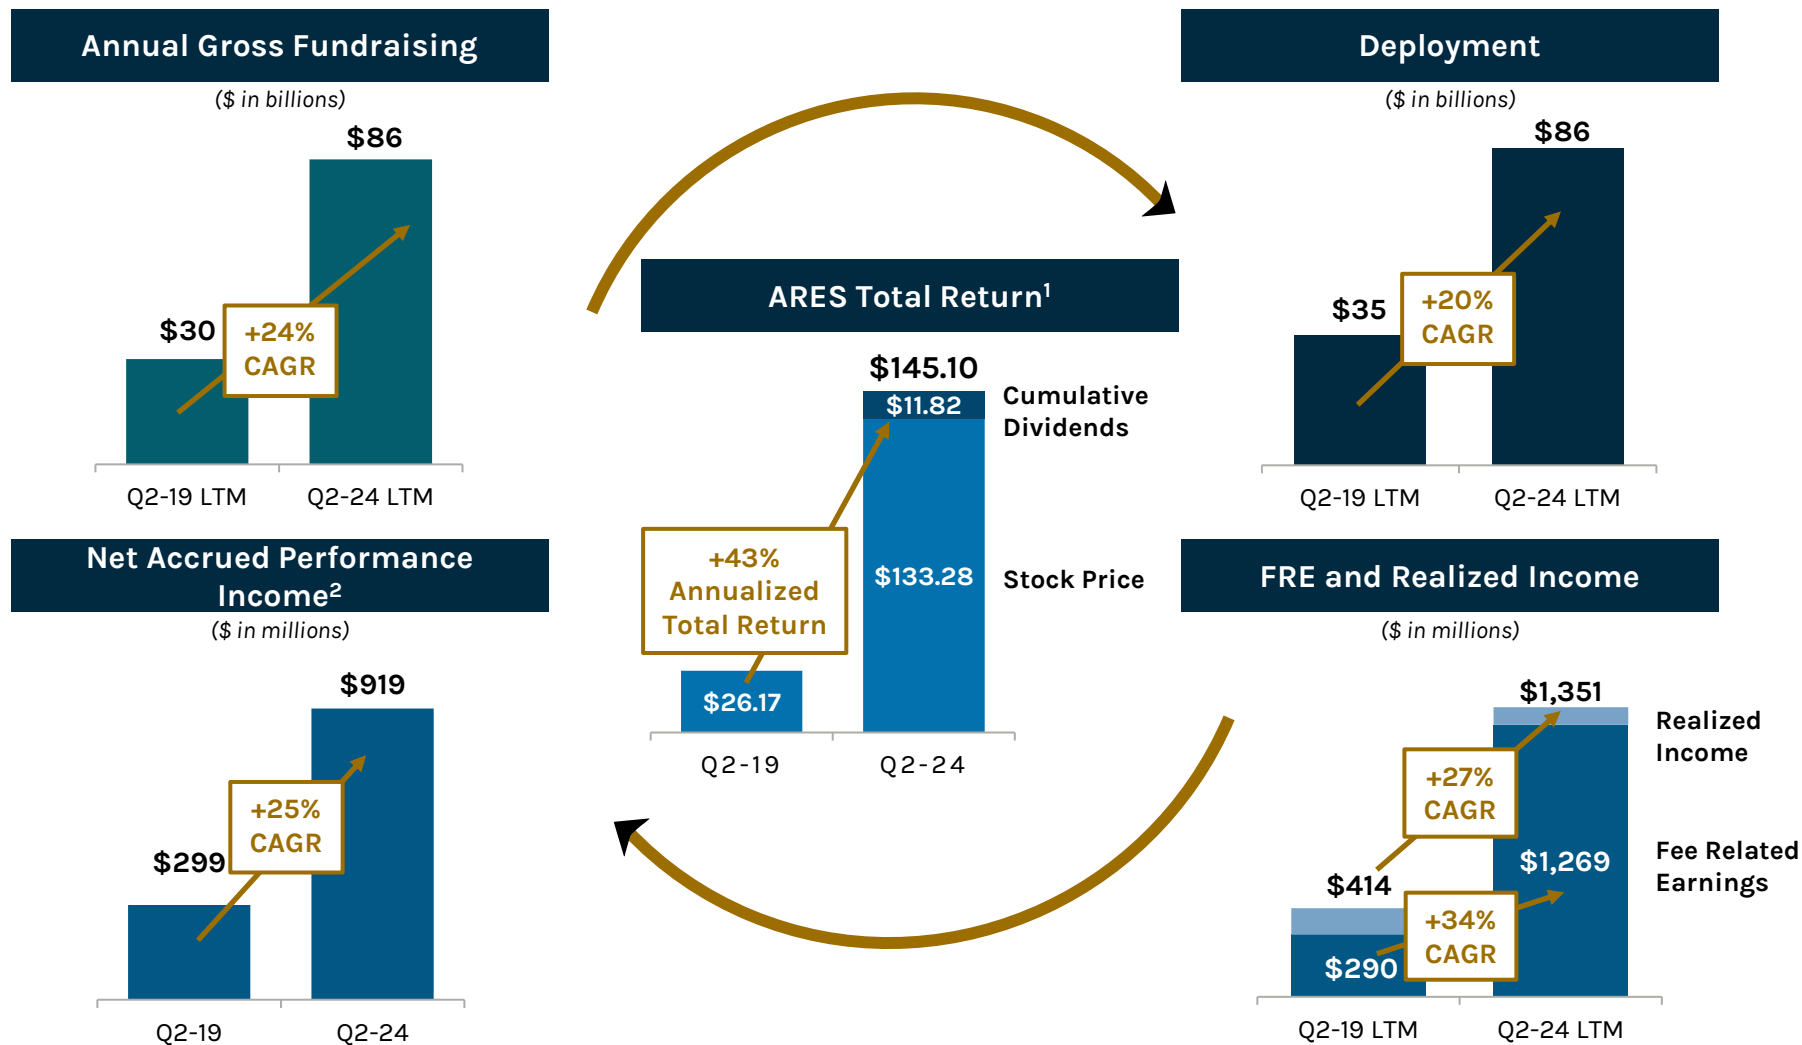 Annual Gross Fundraising
($ in billions)
$86
$30
+24%
CAGR
Q2-19 LTM
Q2-24 LTM
Deployment
($ in billions)
$86
$35
+20%
CAGR
Q2-19 LTM
Q2-24 LTM
ARES Total Return¹
$145.10
$11.82
Cumulative
Dividends
+43%
Annualized
Total Return
$133.28
Stock Price
$26.17
Q2-19
Q2-24
Net Accrued Performance
Income²
($ in millions)
$919
$299
+25%
CAGR
Q2-19
Q2-24
FRE and Realized Income
($ in millions)
$1,351
Realized
Income
+27%
CAGR
$1,269
Fee Related
Earnings
$414
+34%
CAGR
$290
Q2-19 LTM
Q2-24 LTM